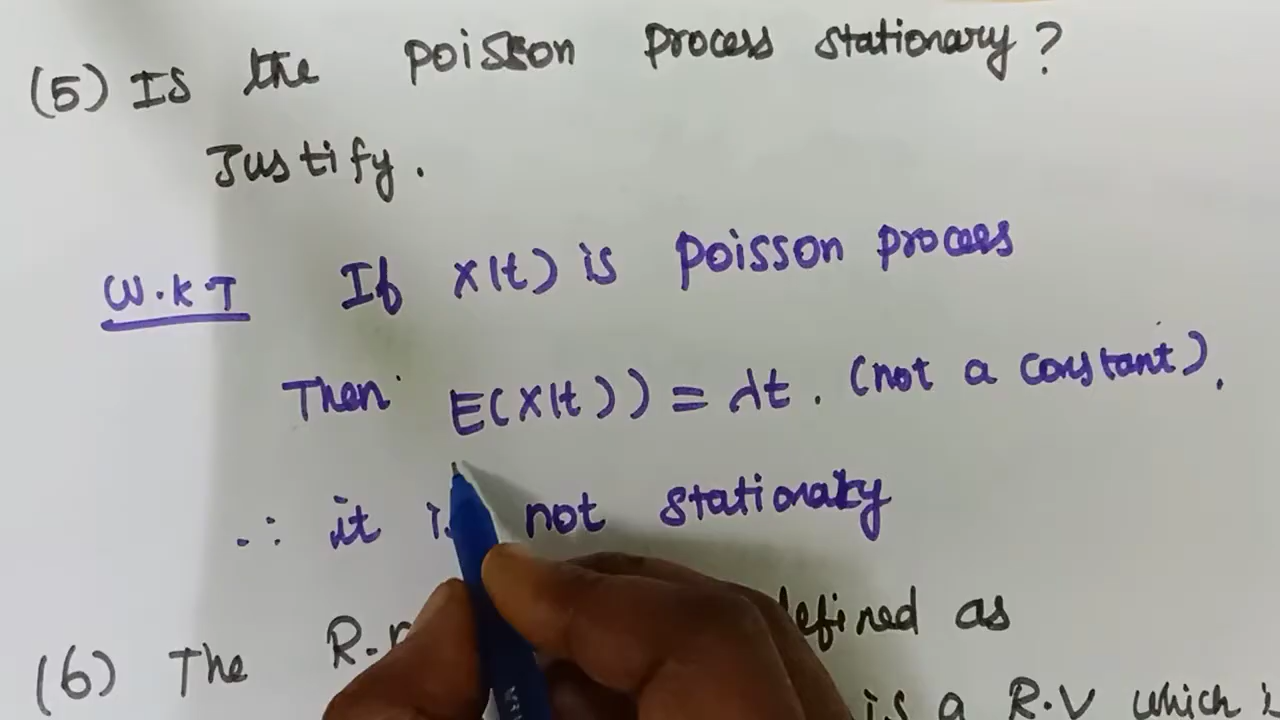 (5) Is the poisson process stationary?
Justify.
W.K.T If X(t) is poisson process
Then E(X(t)) = λt. (not a constant).
∴ it is not stationary
(6) The defined as
is a R.V which